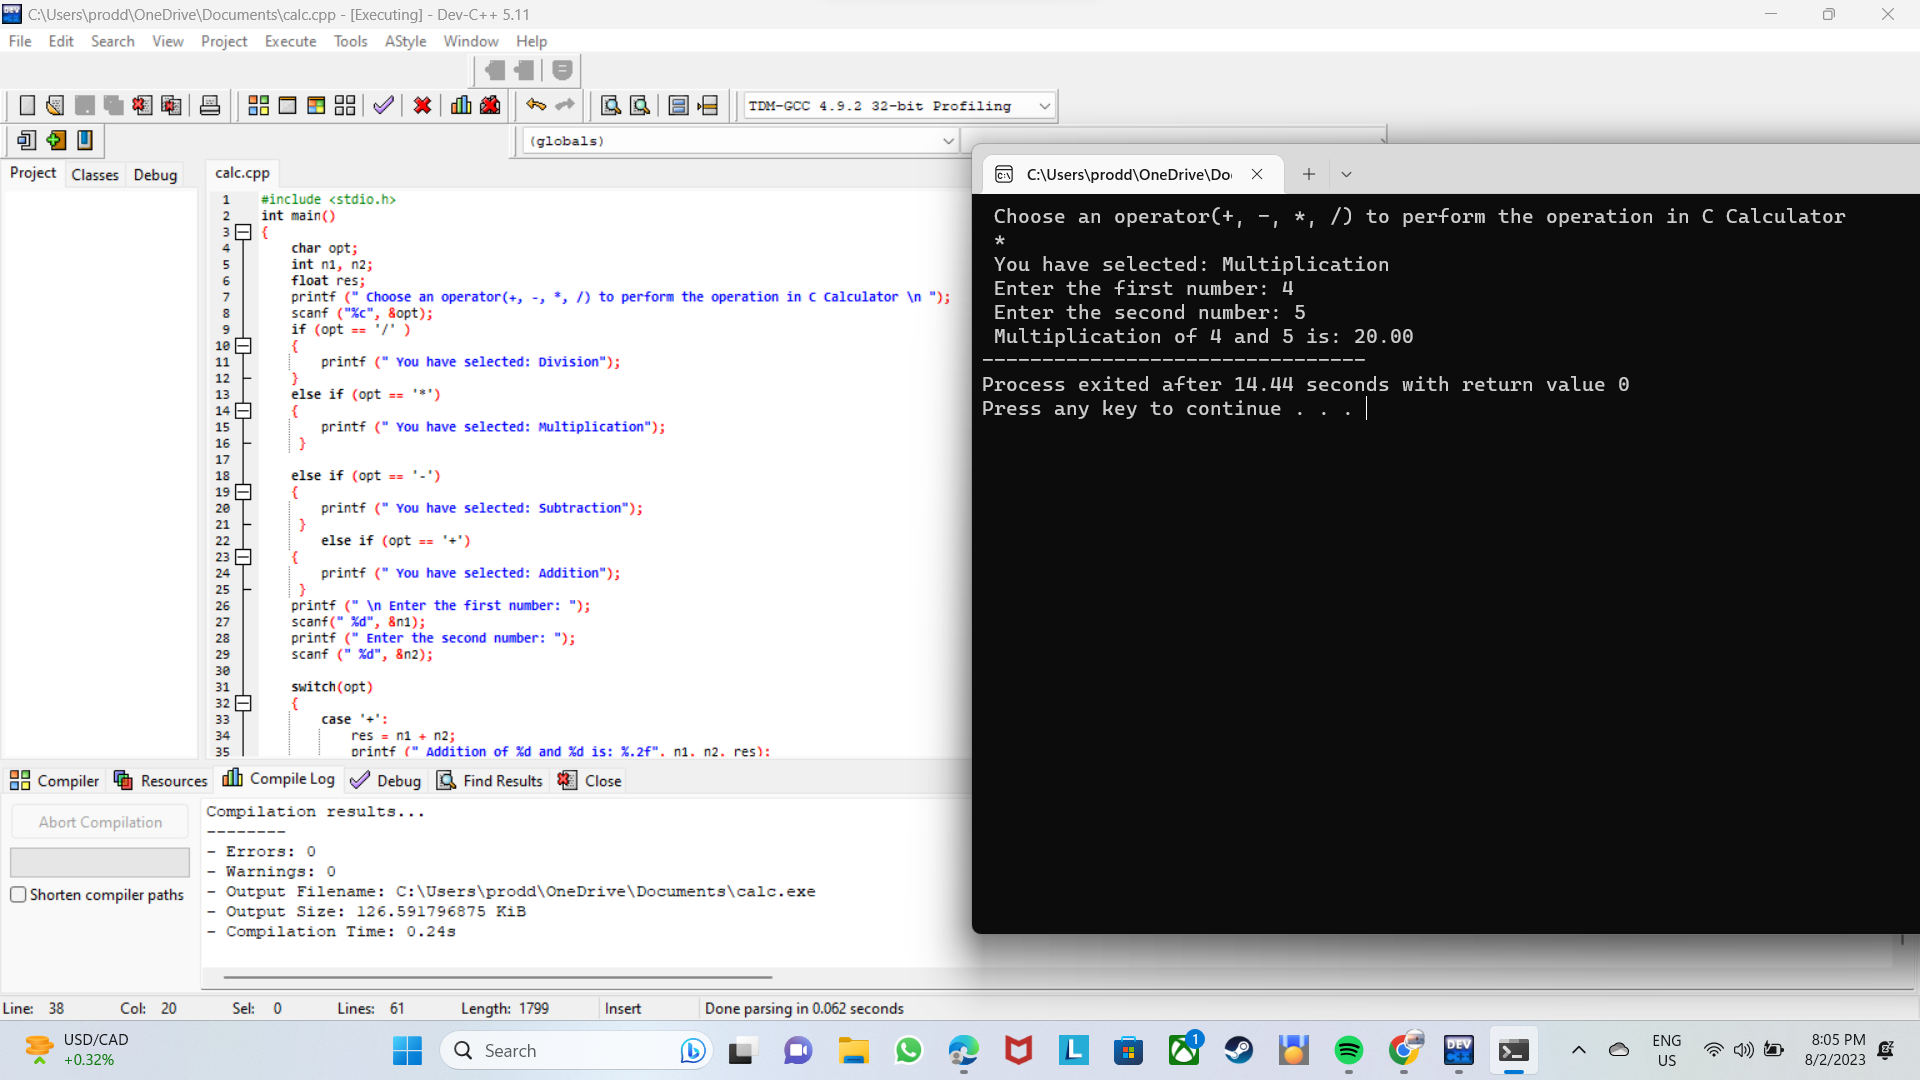 C:\Users\prodd\OneDrive\Documents\calc.cpp - [Executing] - Dev-C++ 5.11
File Edit Search View Project Execute Tools AStyle Window Help
TDM-GCC 4.9.2 32-bit Profiling
(globals)
Project Classes Debug
calc.cpp
1 #include <stdio.h>
2 int main()
3 {
4 char opt;
5 int n1, n2;
6 float res;
7 printf (" Choose an operator(+, -, *, /) to perform the operation in C Calculator \n ");
8 scanf ("%c", &opt);
9 if (opt == '/' )
10 {
11 printf (" You have selected: Division");
12 }
13 else if (opt == '*')
14 {
15 printf (" You have selected: Multiplication");
16 }
17
18 else if (opt == '-')
19 {
20 printf (" You have selected: Subtraction");
21 }
22 else if (opt == '+')
23 {
24 printf (" You have selected: Addition");
25 }
26 printf (" \n Enter the first number: ");
27 scanf(" %d", &n1);
28 printf (" Enter the second number: ");
29 scanf (" %d", &n2);
30
31 switch(opt)
32 {
33 case '+':
34 res = n1 + n2;
35 printf (" Addition of %d and %d is: %.2f", n1, n2, res);
C:\Users\prodd\OneDrive\Do
Choose an operator(+, -, *, /) to perform the operation in C Calculator
*
You have selected: Multiplication
Enter the first number: 4
Enter the second number: 5
Multiplication of 4 and 5 is: 20.00
--------------------------------
Process exited after 14.44 seconds with return value 0
Press any key to continue . . .
Compiler Resources Compile Log Debug Find Results Close
Abort Compilation
Shorten compiler paths
Compilation results...
--------
- Errors: 0
- Warnings: 0
- Output Filename: C:\Users\prodd\OneDrive\Documents\calc.exe
- Output Size: 126.591796875 KiB
- Compilation Time: 0.24s
Line: 38 Col: 20 Sel: 0 Lines: 61 Length: 1799 Insert Done parsing in 0.062 seconds
USD/CAD
+0.32%
Search
1
DEV
C++
ENG
US
8:05 PM
8/2/2023